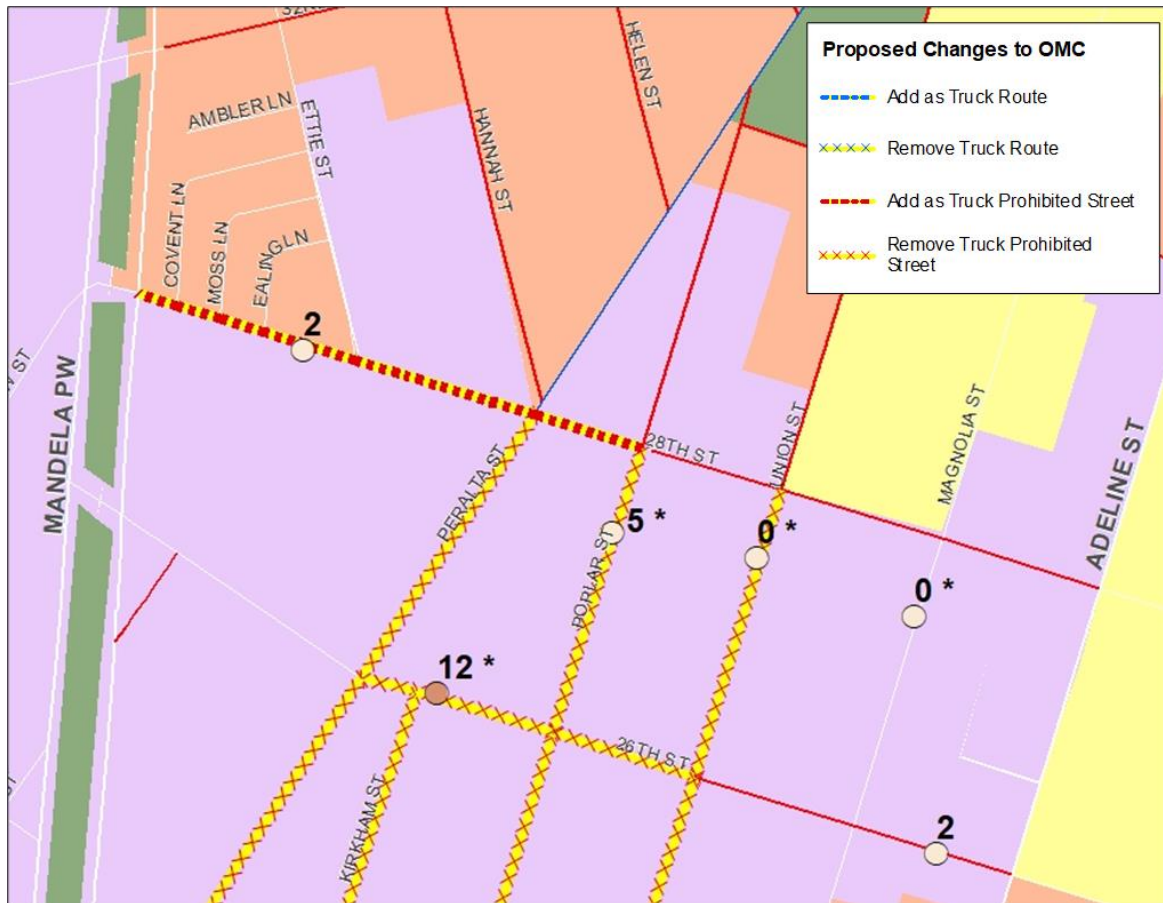 Proposed Changes to OMC
Add as Truck Route
Remove Truck Route
Add as Truck Prohibited Street
Remove Truck Prohibited
Street
HELEN ST
HANNAH ST
AMBLER LN
ETTIE ST
COVENT LN
MOSS LN
EALING LN
2
MANDELA PW
28TH ST
UNION ST
MAGNOLIA ST
ADELINE ST
PERALTA ST
POPLAR ST
5 *
0 *
0 *
12 *
26TH ST
KIRKHAM ST
2